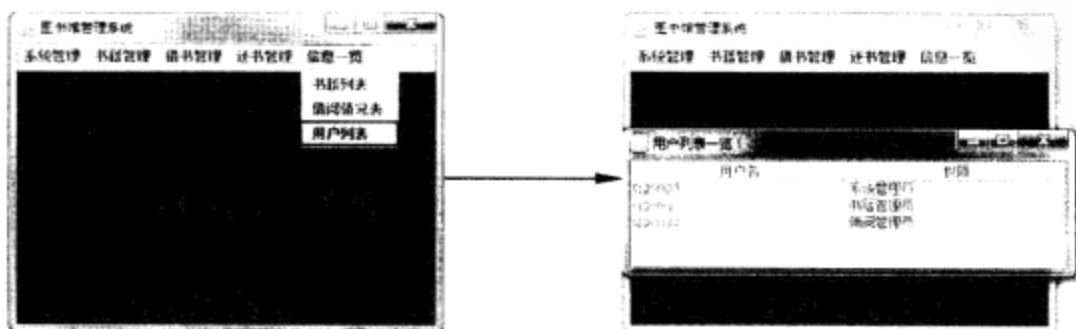 图书馆管理系统
系统管理 书籍管理 借书管理 还书管理 信息一览
书籍列表
借阅情况表
用户列表
图书馆管理系统
系统管理 书籍管理 借书管理 还书管理 信息一览
用户列表一览
用户名 权限
系统管理员
书籍管理员
借阅管理员